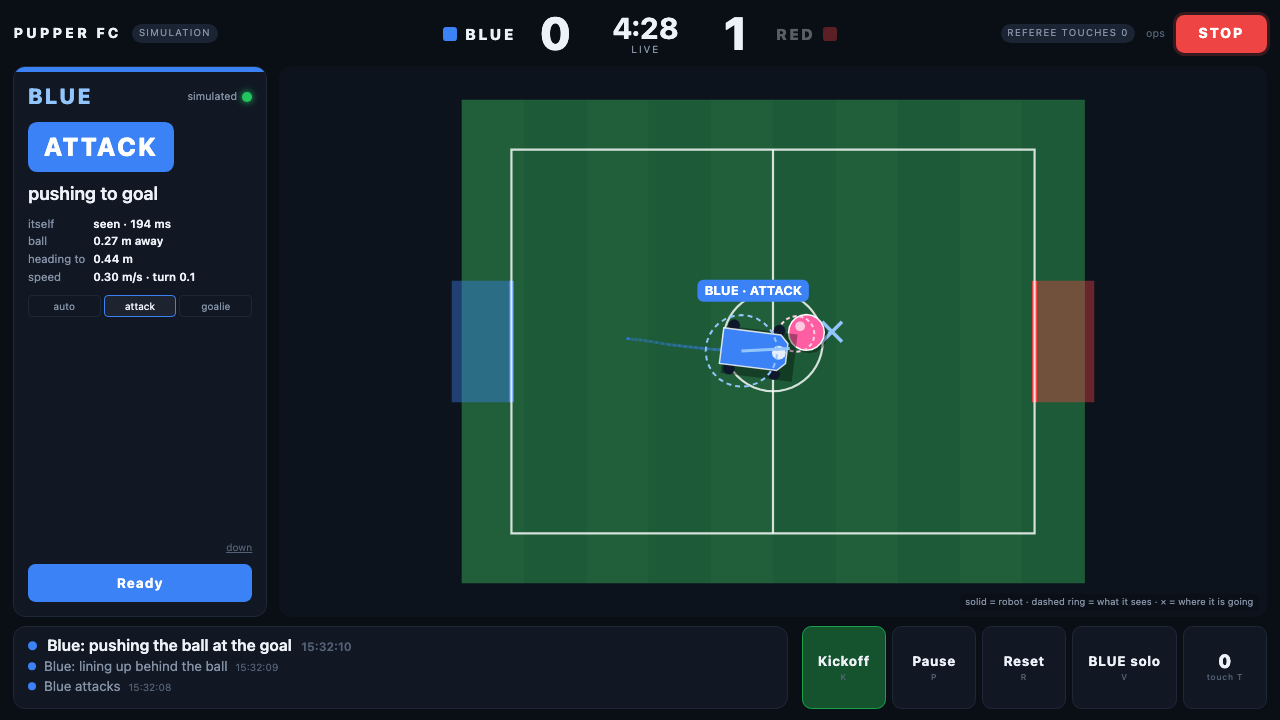 PUPPER FC
SIMULATION
BLUE
0
4:28
LIVE
1
RED
REFEREE TOUCHES 0
ops
STOP
BLUE
simulated
ATTACK
pushing to goal
itself seen · 194 ms
ball 0.27 m away
heading to 0.44 m
speed 0.30 m/s · turn 0.1
auto
attack
goalie
down
Ready
BLUE · ATTACK
solid = robot · dashed ring = what it sees · × = where it is going
Blue: pushing the ball at the goal 15:32:10
Blue: lining up behind the ball 15:32:09
Blue attacks 15:32:08
Kickoff
K
Pause
P
Reset
R
BLUE solo
V
0
touch T